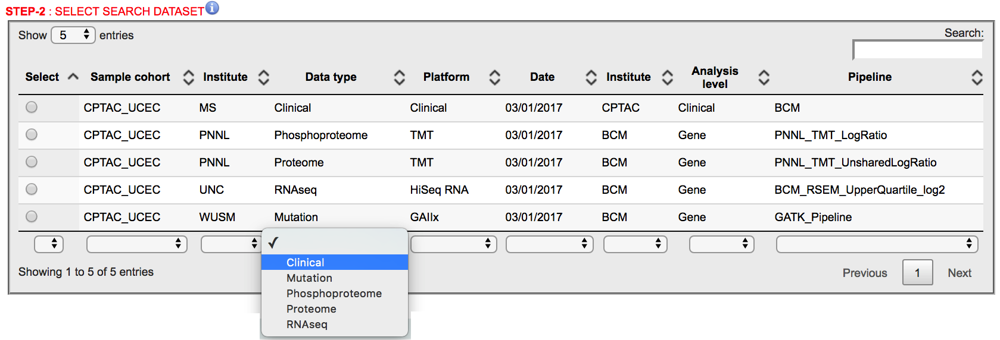 STEP-2 : SELECT SEARCH DATASET i
Show 5 entries Search:
Select Sample cohort Institute Data type Platform Date Institute Analysis level Pipeline
CPTAC_UCEC MS Clinical Clinical 03/01/2017 CPTAC Clinical BCM
CPTAC_UCEC PNNL Phosphoproteome TMT 03/01/2017 BCM Gene PNNL_TMT_LogRatio
CPTAC_UCEC PNNL Proteome TMT 03/01/2017 BCM Gene PNNL_TMT_UnsharedLogRatio
CPTAC_UCEC UNC RNAseq HiSeq RNA 03/01/2017 BCM Gene BCM_RSEM_UpperQuartile_log2
CPTAC_UCEC WUSM Mutation GAIIx 03/01/2017 BCM Gene GATK_Pipeline
Clinical
Mutation
Phosphoproteome
Proteome
RNAseq
Showing 1 to 5 of 5 entries
Previous 1 Next